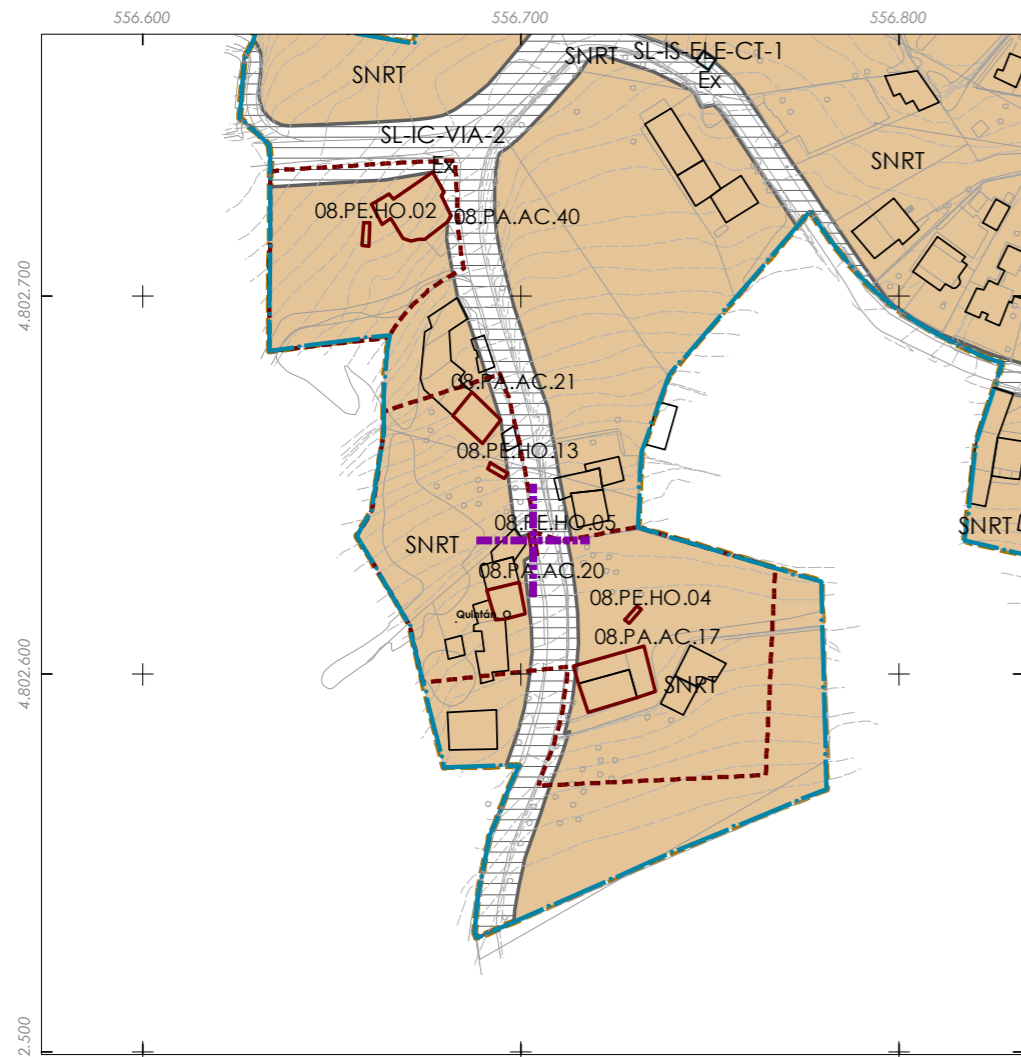 556.600
556.700
556.800
SNRT
SNRT
SL-IS-ELE-CT-1
Ex
SL-IC-VIA-2
Ex
SNRT
08.PE.HO.02
08.PA.AC.40
4.802.700
08.PA.AC.21
08.PE.HO.13
08.PE.HO.05
SNRT
SNRT
08.PA.AC.20
08.PE.HO.04
Quintán
08.PA.AC.17
SNRT
4.802.600
2.500